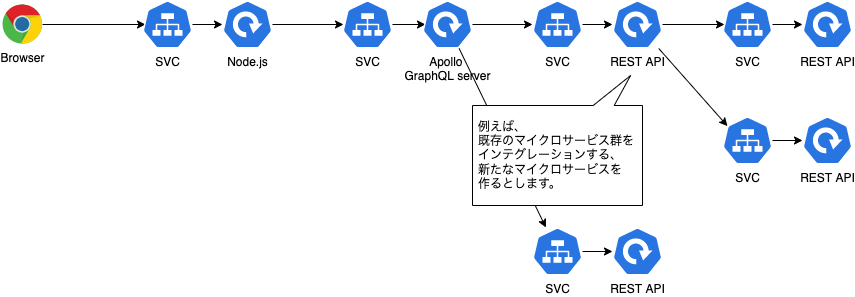 Browser
SVC
Node.js
SVC
Apollo
GraphQL server
SVC
REST API
SVC
REST API
例えば、
既存のマイクロサービス群を
インテグレーションする、
新たなマイクロサービスを
作るとします。
SVC
REST API
SVC
REST API